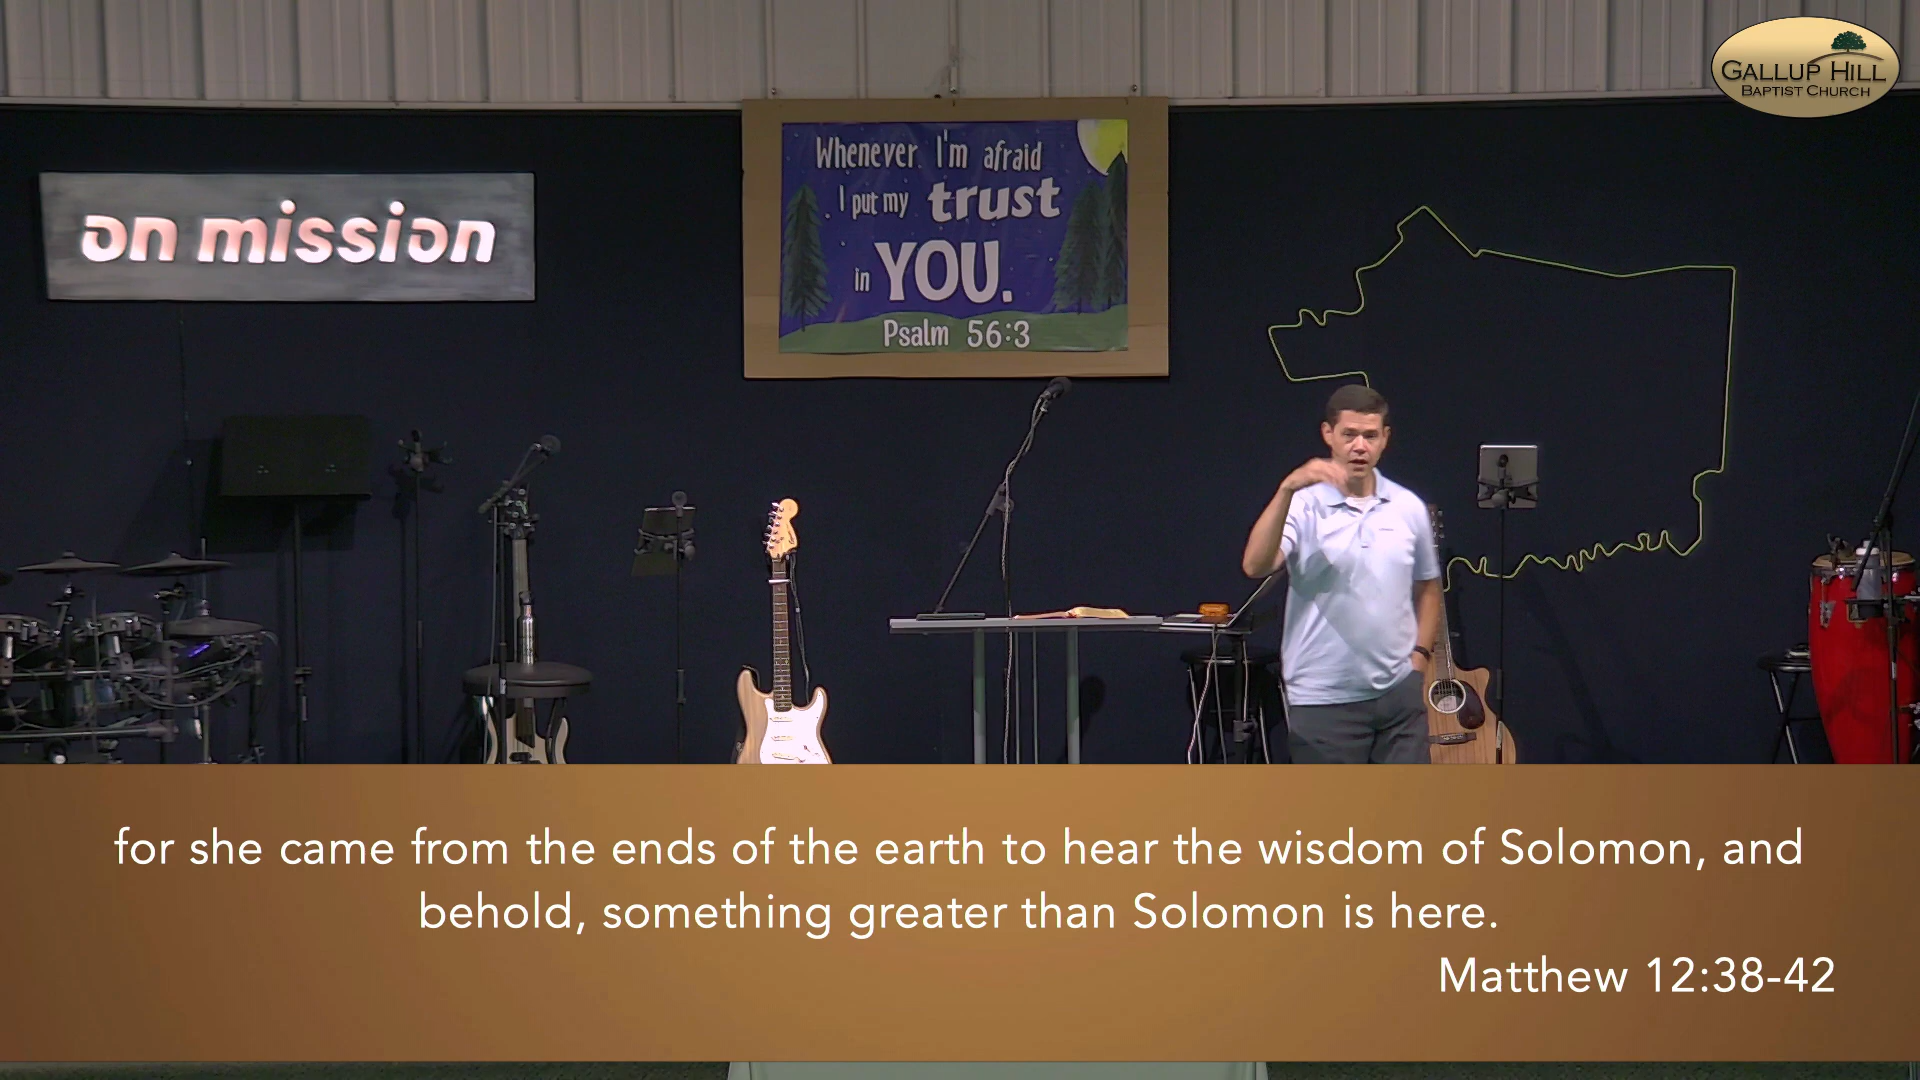 GALLUP HILL
BAPTIST CHURCH
Whenever I'm afraid
I put my trust
in YOU.
Psalm 56:3
on mission
for she came from the ends of the earth to hear the wisdom of Solomon, and
behold, something greater than Solomon is here.
Matthew 12:38-42